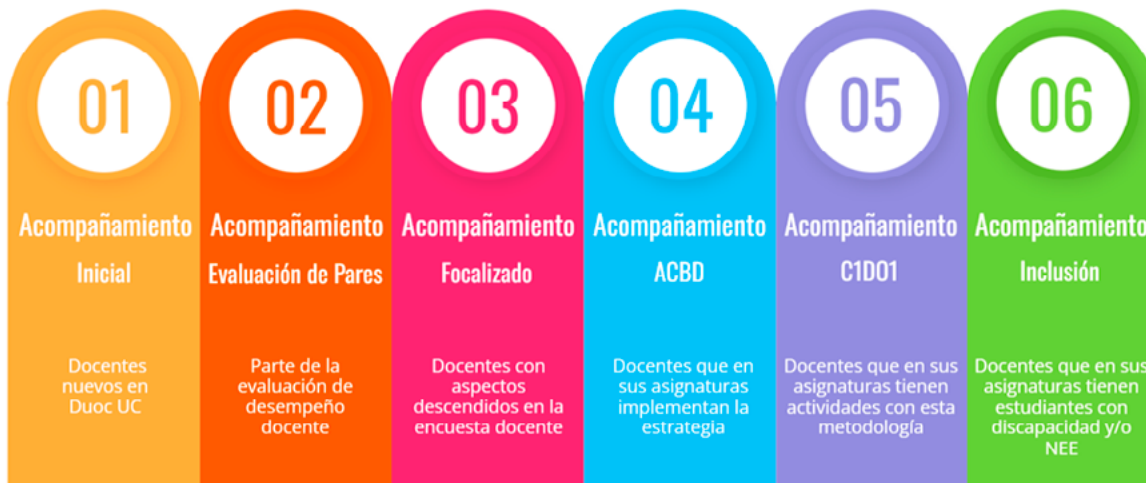 01
Acompañamiento
Inicial
Docentes
nuevos en
Duoc UC
02
Acompañamiento
Evaluación de Pares
Parte de la
evaluación de
desempeño
docente
03
Acompañamiento
Focalizado
Docentes con
aspectos
descendidos en la
encuesta docente
04
Acompañamiento
ACBD
Docentes que en
sus asignaturas
implementan la
estrategia
05
Acompañamiento
C1DO1
Docentes que en sus
asignaturas tienen
actividades con esta
metodología
06
Acompañamiento
Inclusión
Docentes que en sus
asignaturas tienen
estudiantes con
discapacidad y/o
NEE